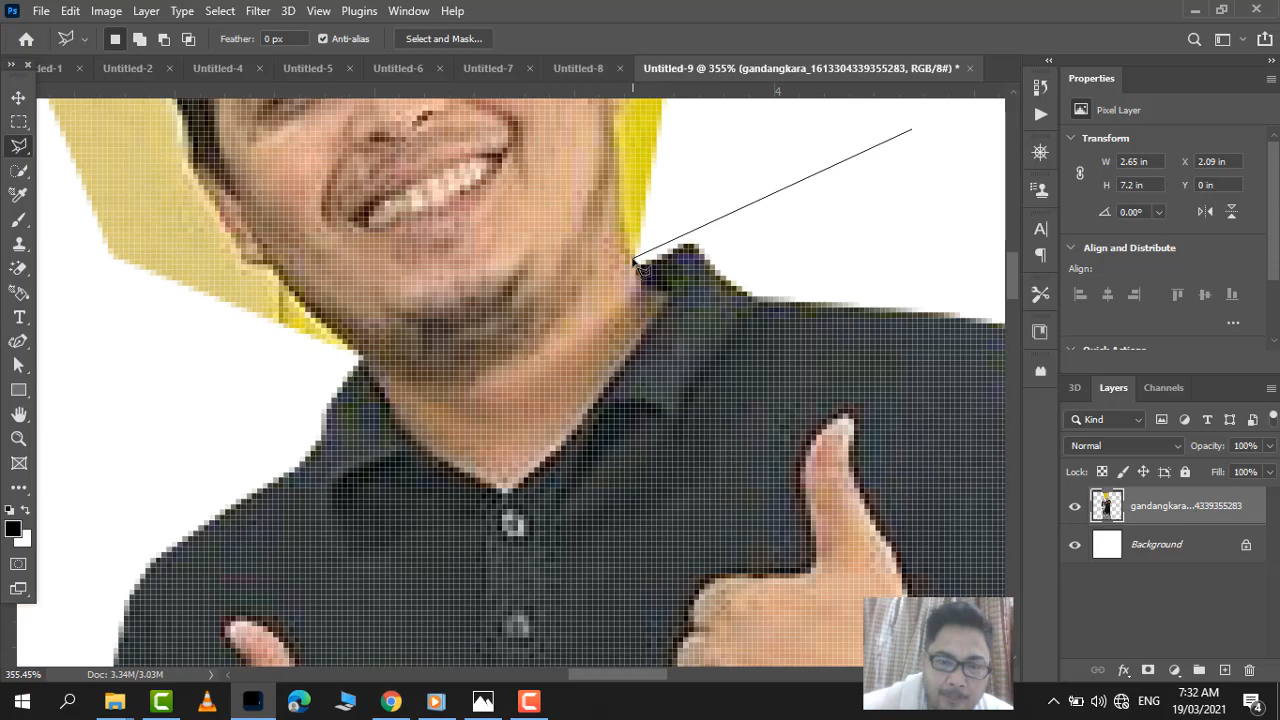 Ps File Edit Image Layer Type Select Filter 3D View Plugins Window Help
Feather: 0 px Anti-alias Select and Mask...
ed-1 Untitled-2 Untitled-4 Untitled-5 Untitled-6 Untitled-7 Untitled-8 Untitled-9 @ 355% (gandangkara_1613304339355283, RGB/8#) *
4
Properties
Pixel Layer
Transform
W 2.65 in X 2.09 in
H 7.2 in Y 0 in
0.00°
Align and Distribute
Align:
...
Quick Actions
3D Layers Channels
Kind
Normal Opacity: 100%
Lock: Fill: 100%
gandangkara...4339355283
Background
355.45% Doc: 3.34M/3.03M
ENG
7:32 AM
19/03/2021
4